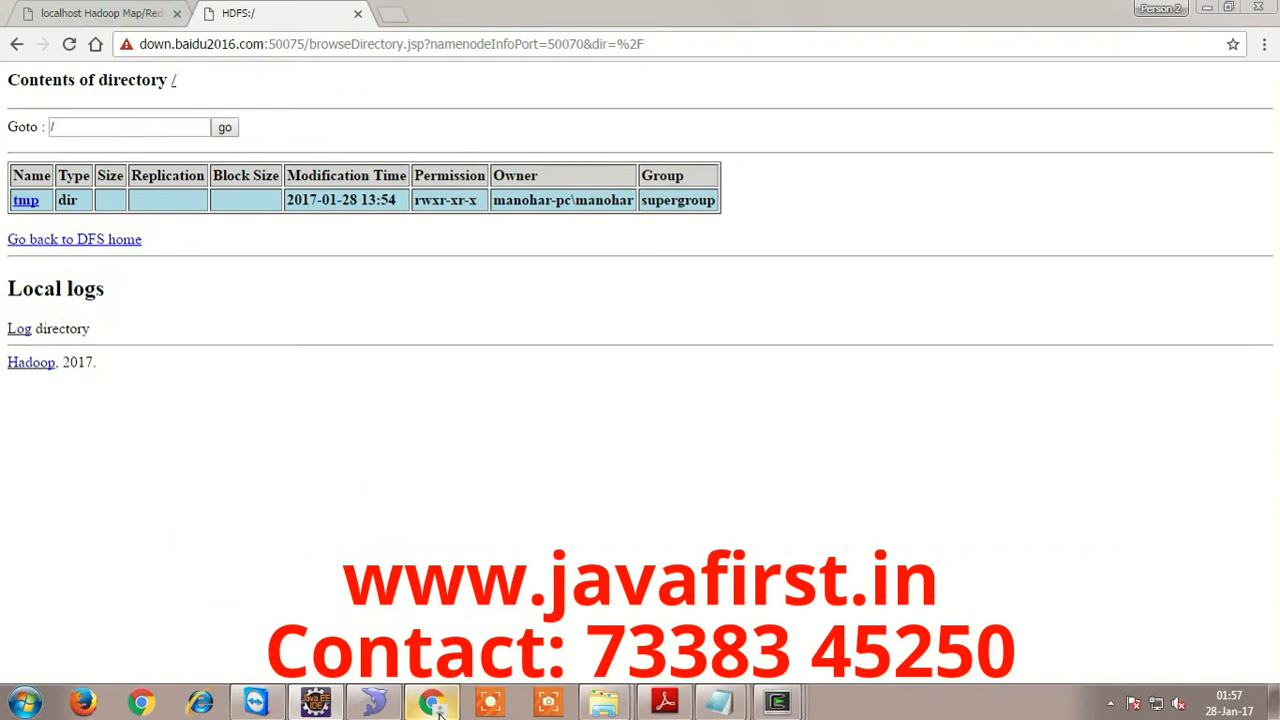 localhost Hadoop Map/Red
HDFS:/
Person 2
down.baidu2016.com:50075/browseDirectory.jsp?namenodeInfoPort=50070&dir=%2F
Contents of directory /
Goto : / go
Name Type Size Replication Block Size Modification Time Permission Owner Group
tmp dir 2017-01-28 13:54 rwxr-xr-x manohar-pc\manohar supergroup
Go back to DFS home
Local logs
Log directory
Hadoop, 2017.
www.javafirst.in
Contact: 73383 45250
Java EE
IDE
01:57
28-Jan-17